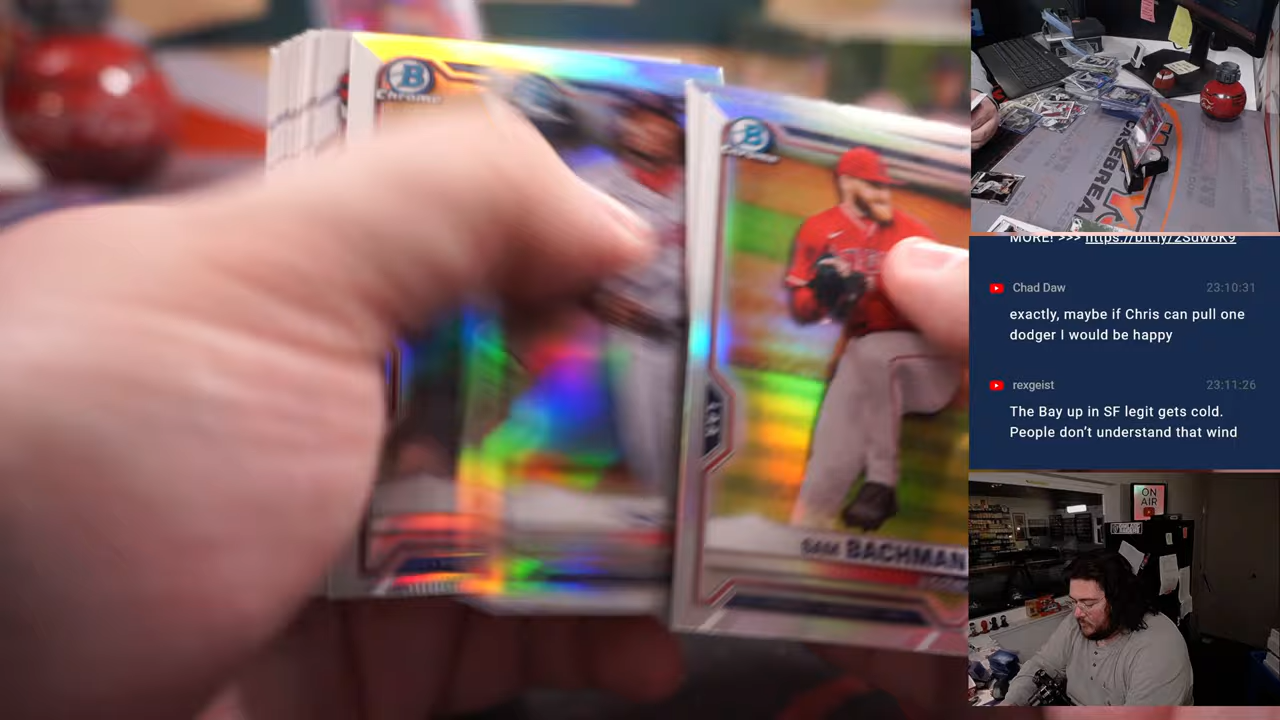 B
Chrome
B
Chrome
SAM BACHMAN
CASEBREA
MORE! >>> https://bit.ly/2Sdw6K9
Chad Daw 23:10:31
exactly, maybe if Chris can pull one
dodger I would be happy
rexgeist 23:11:26
The Bay up in SF legit gets cold.
People don't understand that wind
ON
AIR